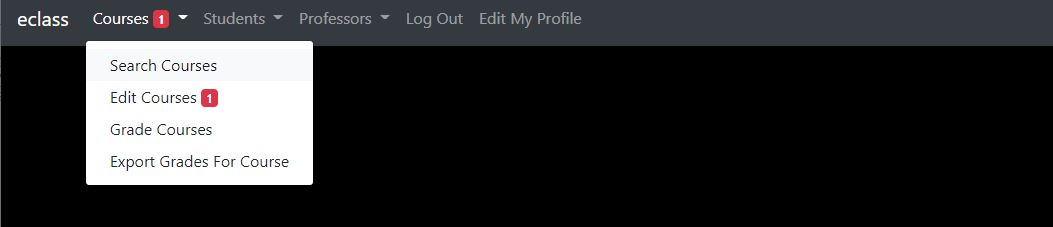 eclass Courses 1 Students Professors Log Out Edit My Profile
Search Courses
Edit Courses 1
Grade Courses
Export Grades For Course